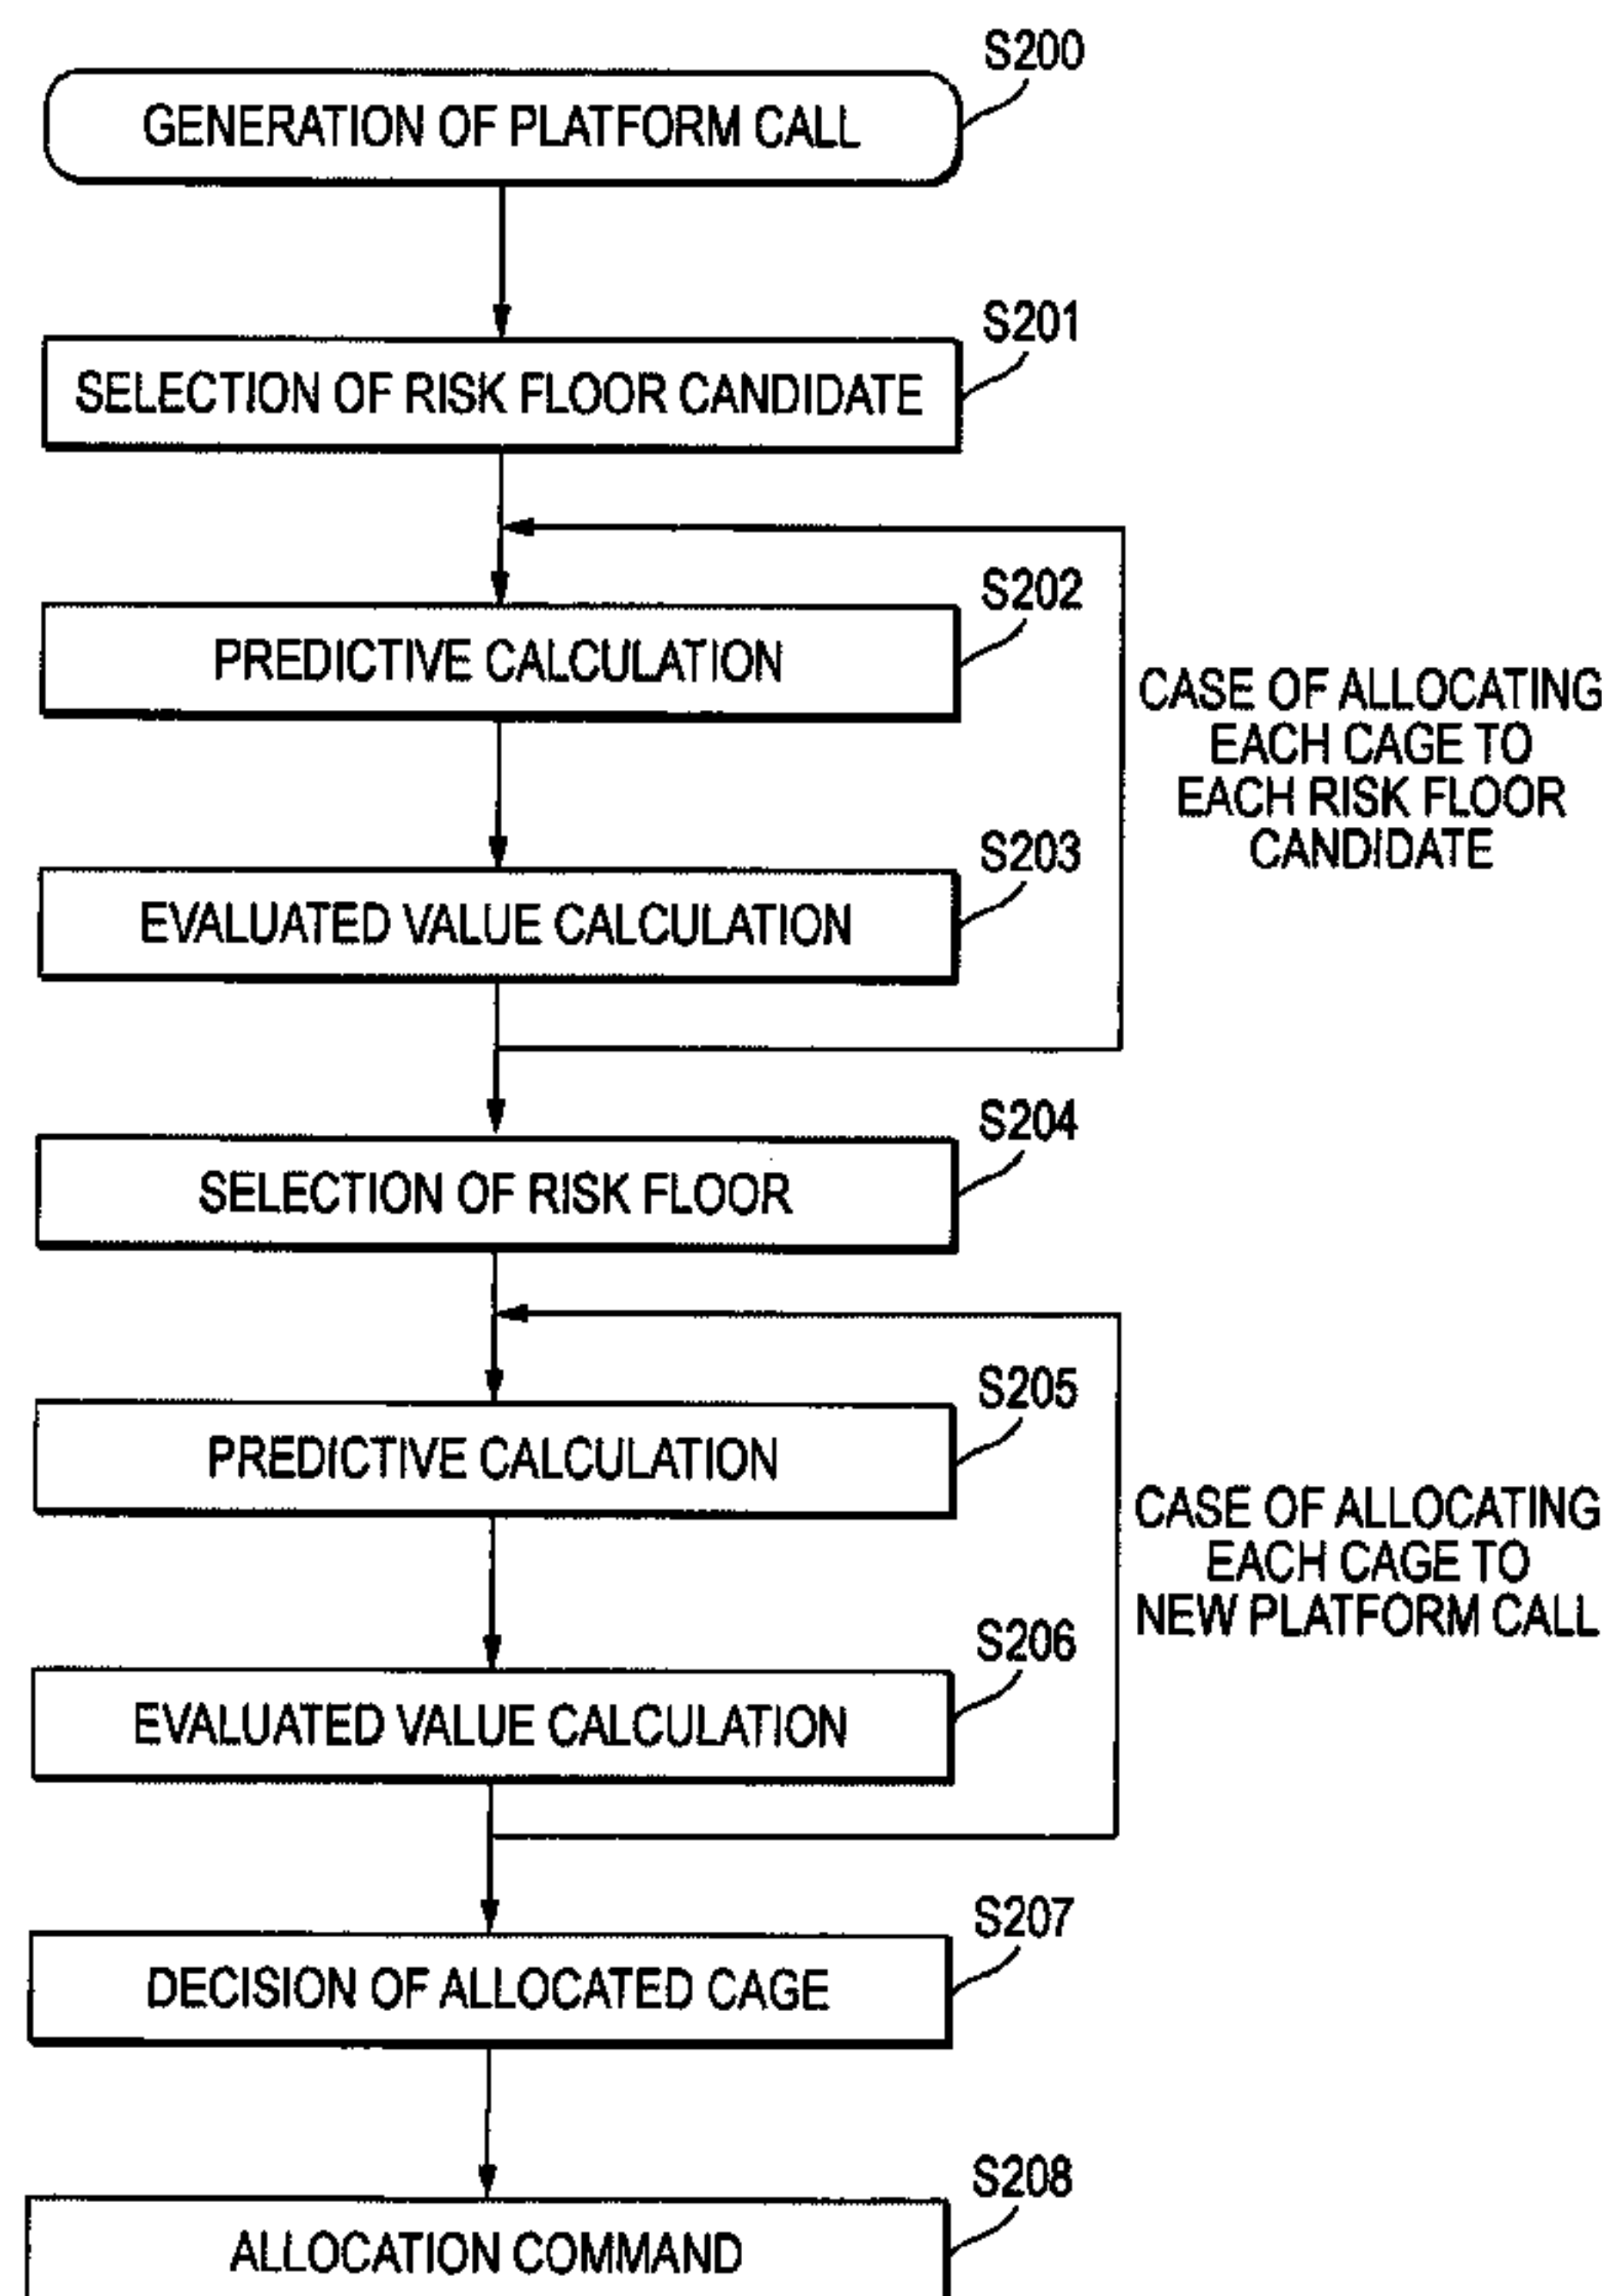 S200
GENERATION OF PLATFORM CALL
S201
SELECTION OF RISK FLOOR CANDIDATE
S202
PREDICTIVE CALCULATION
CASE OF ALLOCATING
EACH CAGE TO
EACH RISK FLOOR
CANDIDATE
S203
EVALUATED VALUE CALCULATION
S204
SELECTION OF RISK FLOOR
S205
PREDICTIVE CALCULATION
CASE OF ALLOCATING
EACH CAGE TO
NEW PLATFORM CALL
S206
EVALUATED VALUE CALCULATION
S207
DECISION OF ALLOCATED CAGE
S208
ALLOCATION COMMAND